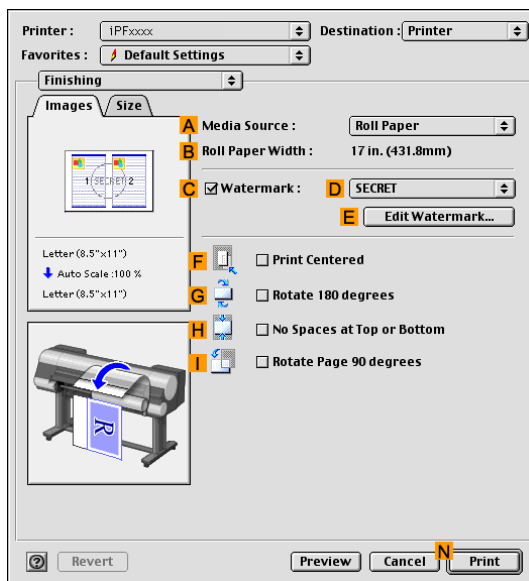 Printer : iPFxxxx Destination : Printer
Favorites : Default Settings
Finishing
Images Size
A Media Source : Roll Paper
B Roll Paper Width : 17 in. (431.8mm)
C Watermark : D SECRET
E Edit Watermark...
1 SECRET 2
Letter (8.5"x11")
Auto Scale :100 %
Letter (8.5"x11")
F Print Centered
G Rotate 180 degrees
H No Spaces at Top or Bottom
I Rotate Page 90 degrees
R
? Revert Preview Cancel N Print